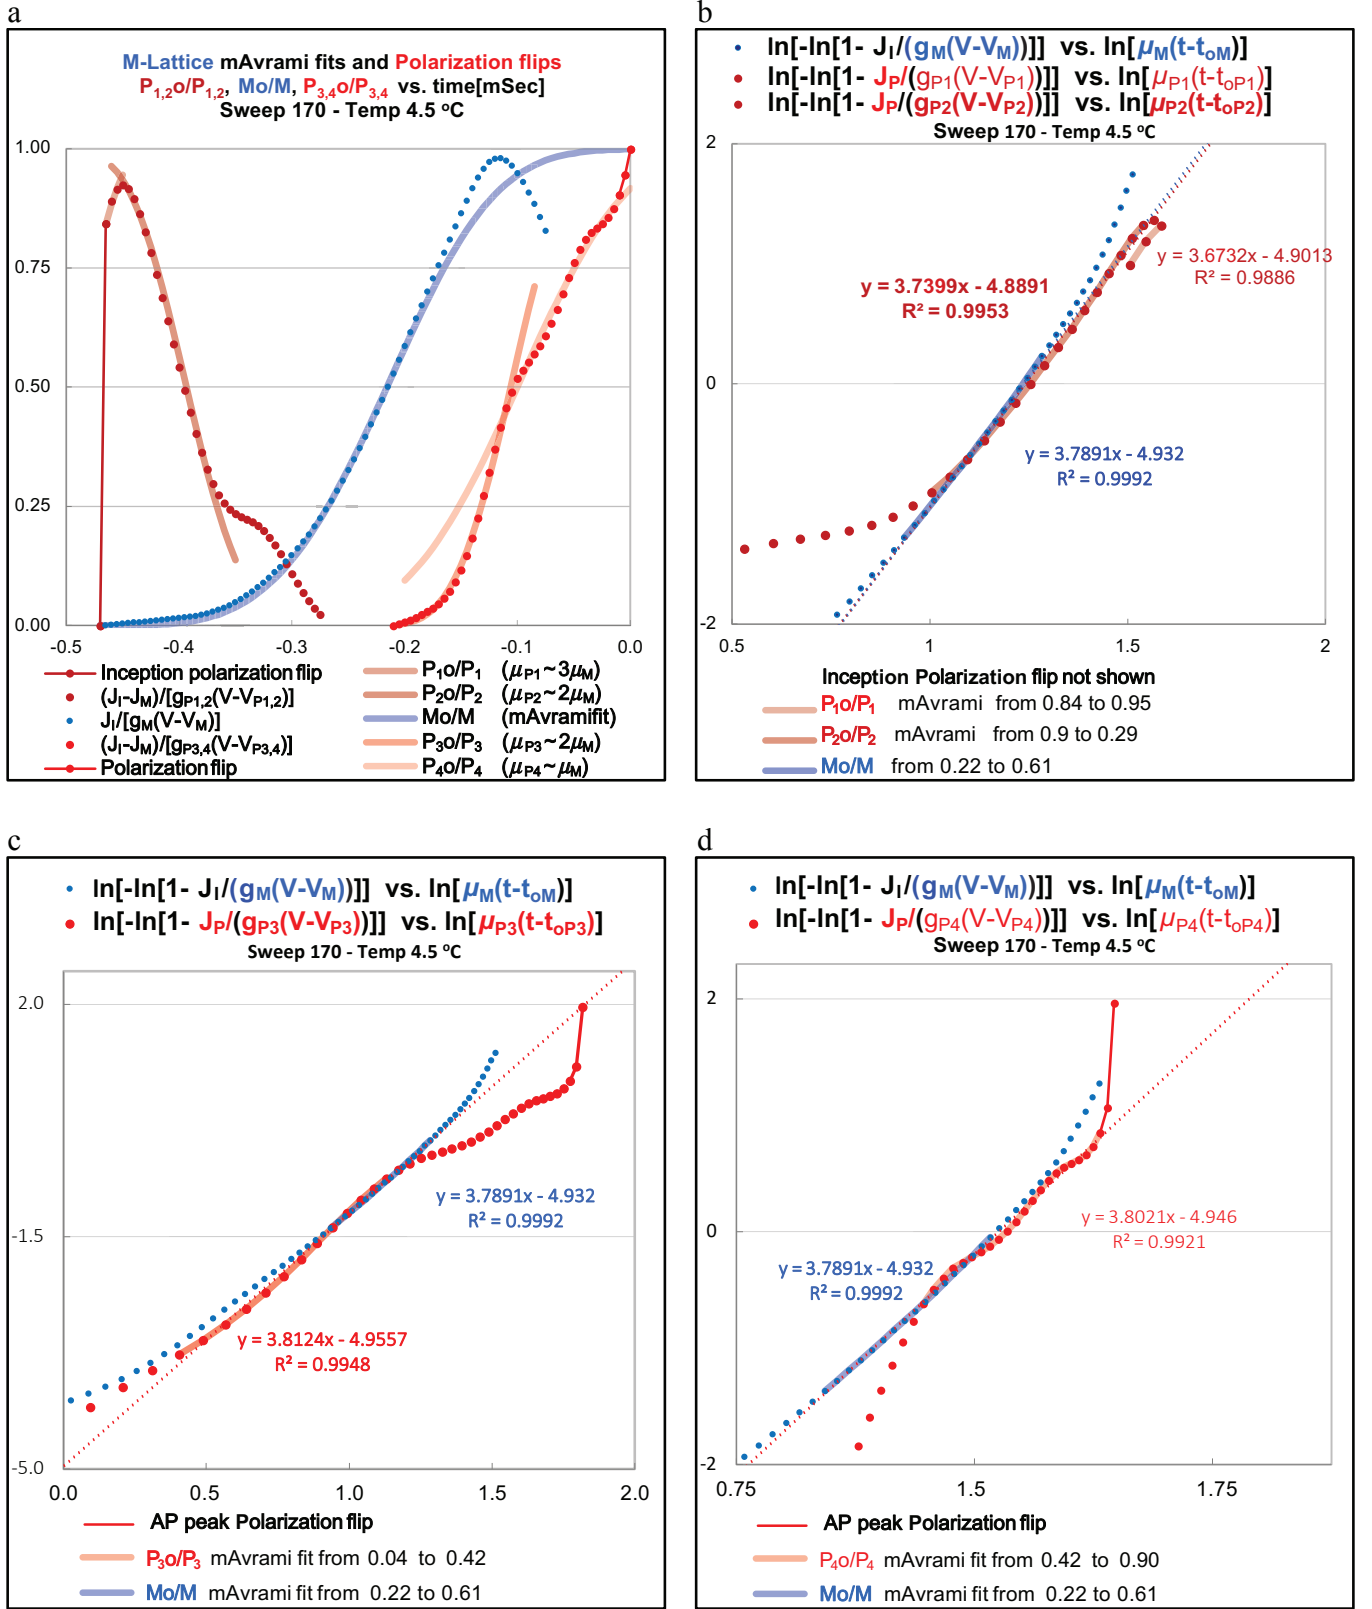 a
M-Lattice mAvrami fits and Polarization flips
P1,2o/P1,2, Mo/M, P3,4o/P3,4 vs. time[mSec]
Sweep 170 - Temp 4.5 ºC
1.00
0.75
0.50
0.25
0.00
-0.5 -0.4 -0.3 -0.2 -0.1 0.0
Inception polarization flip
(JI-JM)/[gP1,2(V-VP1,2)]
JI/[gM(V-VM)]
(JI-JM)/[gP3,4(V-VP3,4)]
Polarization flip
P1o/P1 (μP1~3μM)
P2o/P2 (μP2~2μM)
Mo/M (mAvramifit)
P3o/P3 (μP3~2μM)
P4o/P4 (μP4~μM)
b
ln[-ln[1- JI/(gM(V-VM))]] vs. ln[μM(t-toM)]
ln[-ln[1- JP/(gP1(V-VP1))]] vs. ln[μP1(t-toP1)]
ln[-ln[1- JP/(gP2(V-VP2))]] vs. ln[μP2(t-toP2)]
Sweep 170 - Temp 4.5 ºC
2
0
-2
y = 3.6732x - 4.9013
R² = 0.9886
y = 3.7399x - 4.8891
R² = 0.9953
y = 3.7891x - 4.932
R² = 0.9992
0.5 1 1.5 2
Inception Polarization flip not shown
P1o/P1 mAvrami from 0.84 to 0.95
P2o/P2 mAvrami from 0.9 to 0.29
Mo/M from 0.22 to 0.61
c
ln[-ln[1- JI/(gM(V-VM))]] vs. ln[μM(t-toM)]
ln[-ln[1- JP/(gP3(V-VP3))]] vs. ln[μP3(t-toP3)]
Sweep 170 - Temp 4.5 ºC
2.0
-1.5
-5.0
y = 3.7891x - 4.932
R² = 0.9992
y = 3.8124x - 4.9557
R² = 0.9948
0.0 0.5 1.0 1.5 2.0
AP peak Polarization flip
P3o/P3 mAvrami fit from 0.04 to 0.42
Mo/M mAvrami fit from 0.22 to 0.61
d
ln[-ln[1- JI/(gM(V-VM))]] vs. ln[μM(t-toM)]
ln[-ln[1- JP/(gP4(V-VP4))]] vs. ln[μP4(t-toP4)]
Sweep 170 - Temp 4.5 ºC
2
0
-2
y = 3.8021x - 4.946
R² = 0.9921
y = 3.7891x - 4.932
R² = 0.9992
0.75 1.5 1.75
AP peak Polarization flip
P4o/P4 mAvrami fit from 0.42 to 0.90
Mo/M mAvrami fit from 0.22 to 0.61